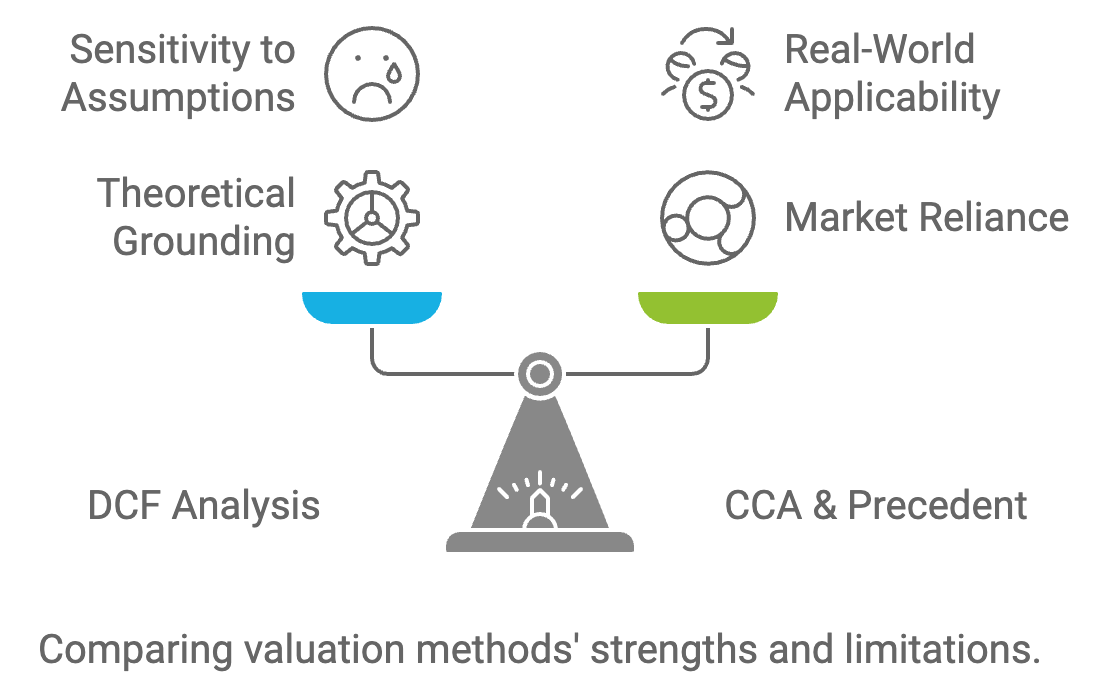 Sensitivity to
Assumptions
Real-World
Applicability
Theoretical
Grounding
Market Reliance
DCF Analysis
CCA & Precedent
Comparing valuation methods' strengths and limitations.